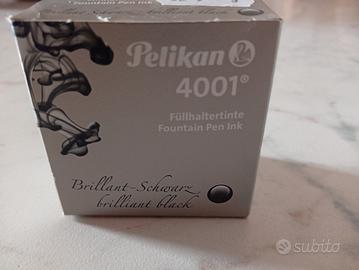 Pelikan
4001®
Füllhaltertinte
Fountain Pen Ink
Brillant-Schwarz
brilliant black
subito